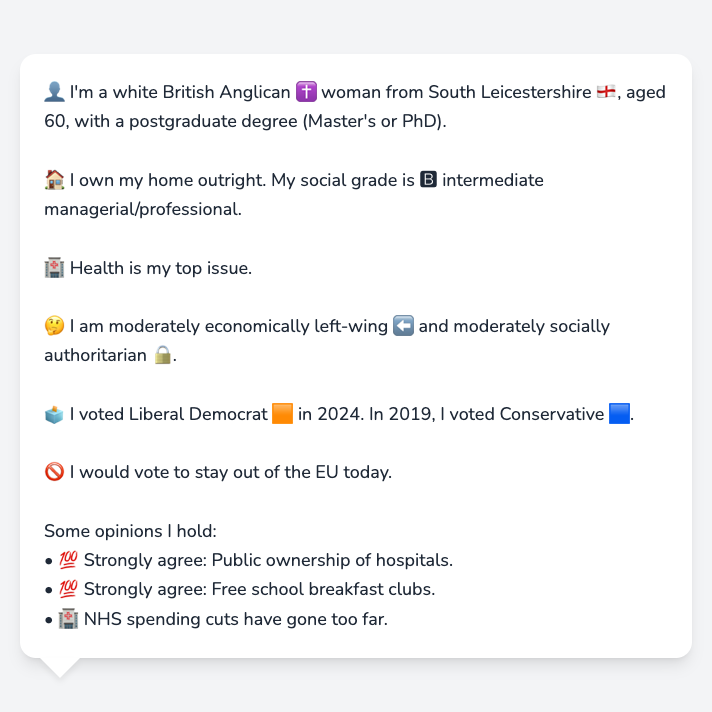 👤 I'm a white British Anglican ✝️ woman from South Leicestershire 🏴󠁧󠁢󠁥󠁮󠁧󠁿, aged
60, with a postgraduate degree (Master's or PhD).
🏠 I own my home outright. My social grade is 🅱 intermediate
managerial/professional.
🏥 Health is my top issue.
🤔 I am moderately economically left-wing ⬅️ and moderately socially
authoritarian 🔒.
🗳️ I voted Liberal Democrat 🟧 in 2024. In 2019, I voted Conservative 🟦.
🚫 I would vote to stay out of the EU today.
Some opinions I hold:
• 💯 Strongly agree: Public ownership of hospitals.
• 💯 Strongly agree: Free school breakfast clubs.
• 🏥 NHS spending cuts have gone too far.